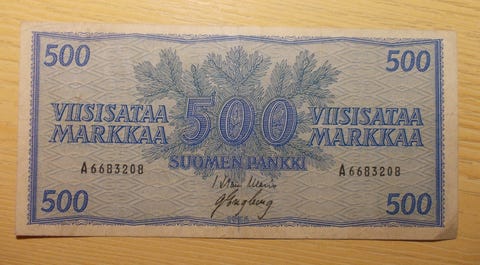 500 500
VIISISATAA 500 VIISISATAA
MARKKAA MARKKAA
SUOMEN PANKKI
A6683208 A6683208
500 500